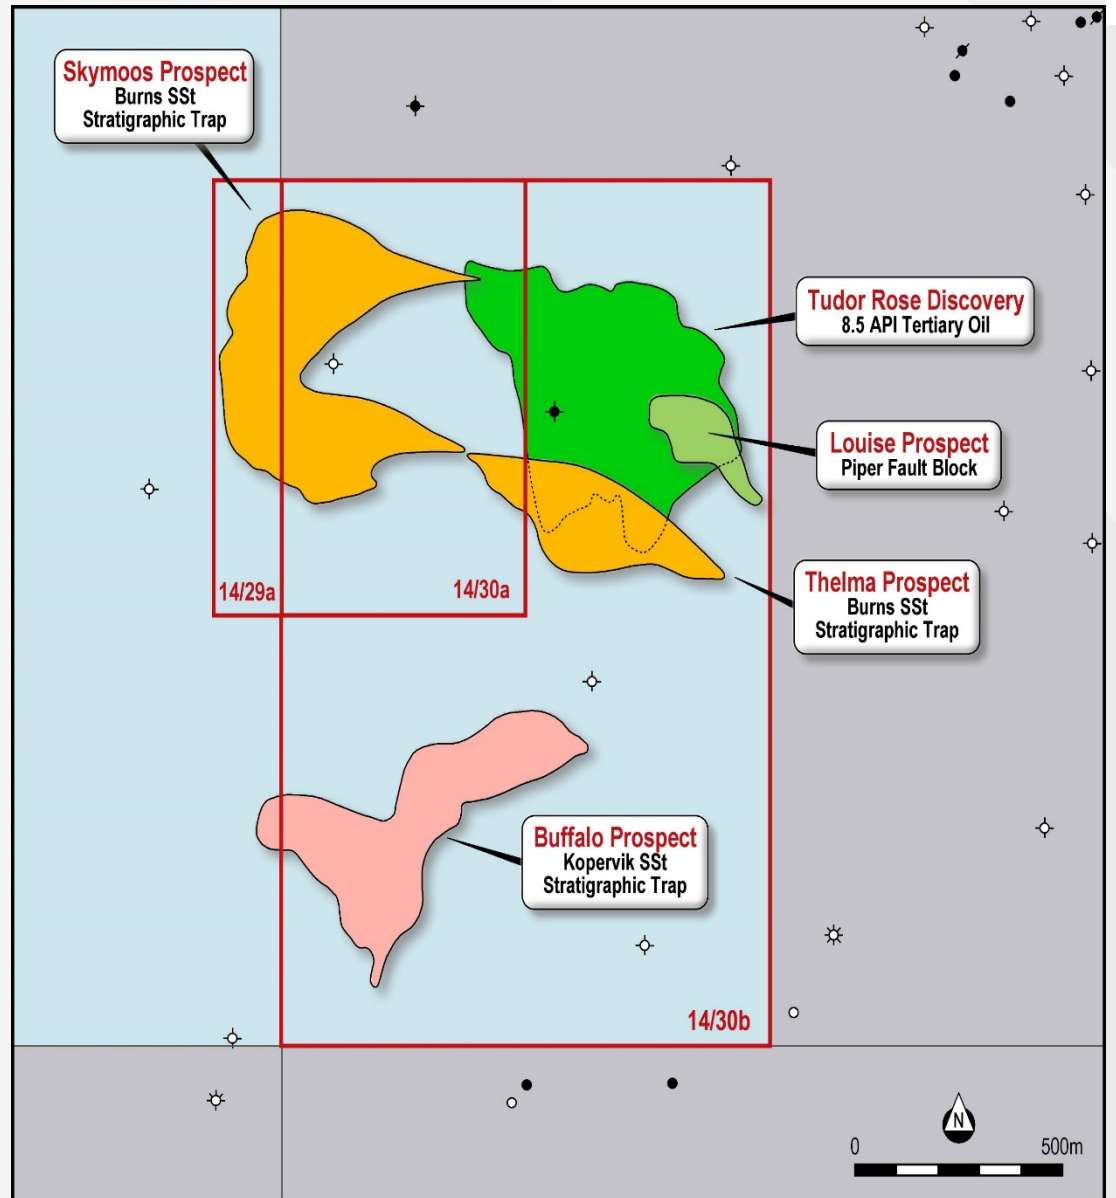 Skymoos Prospect
Burns SSt
Stratigraphic Trap
Tudor Rose Discovery
8.5 API Tertiary Oil
Louise Prospect
Piper Fault Block
Thelma Prospect
Burns SSt
Stratigraphic Trap
14/29a
14/30a
Buffalo Prospect
Kopervik SSt
Stratigraphic Trap
14/30b
N
0
500m